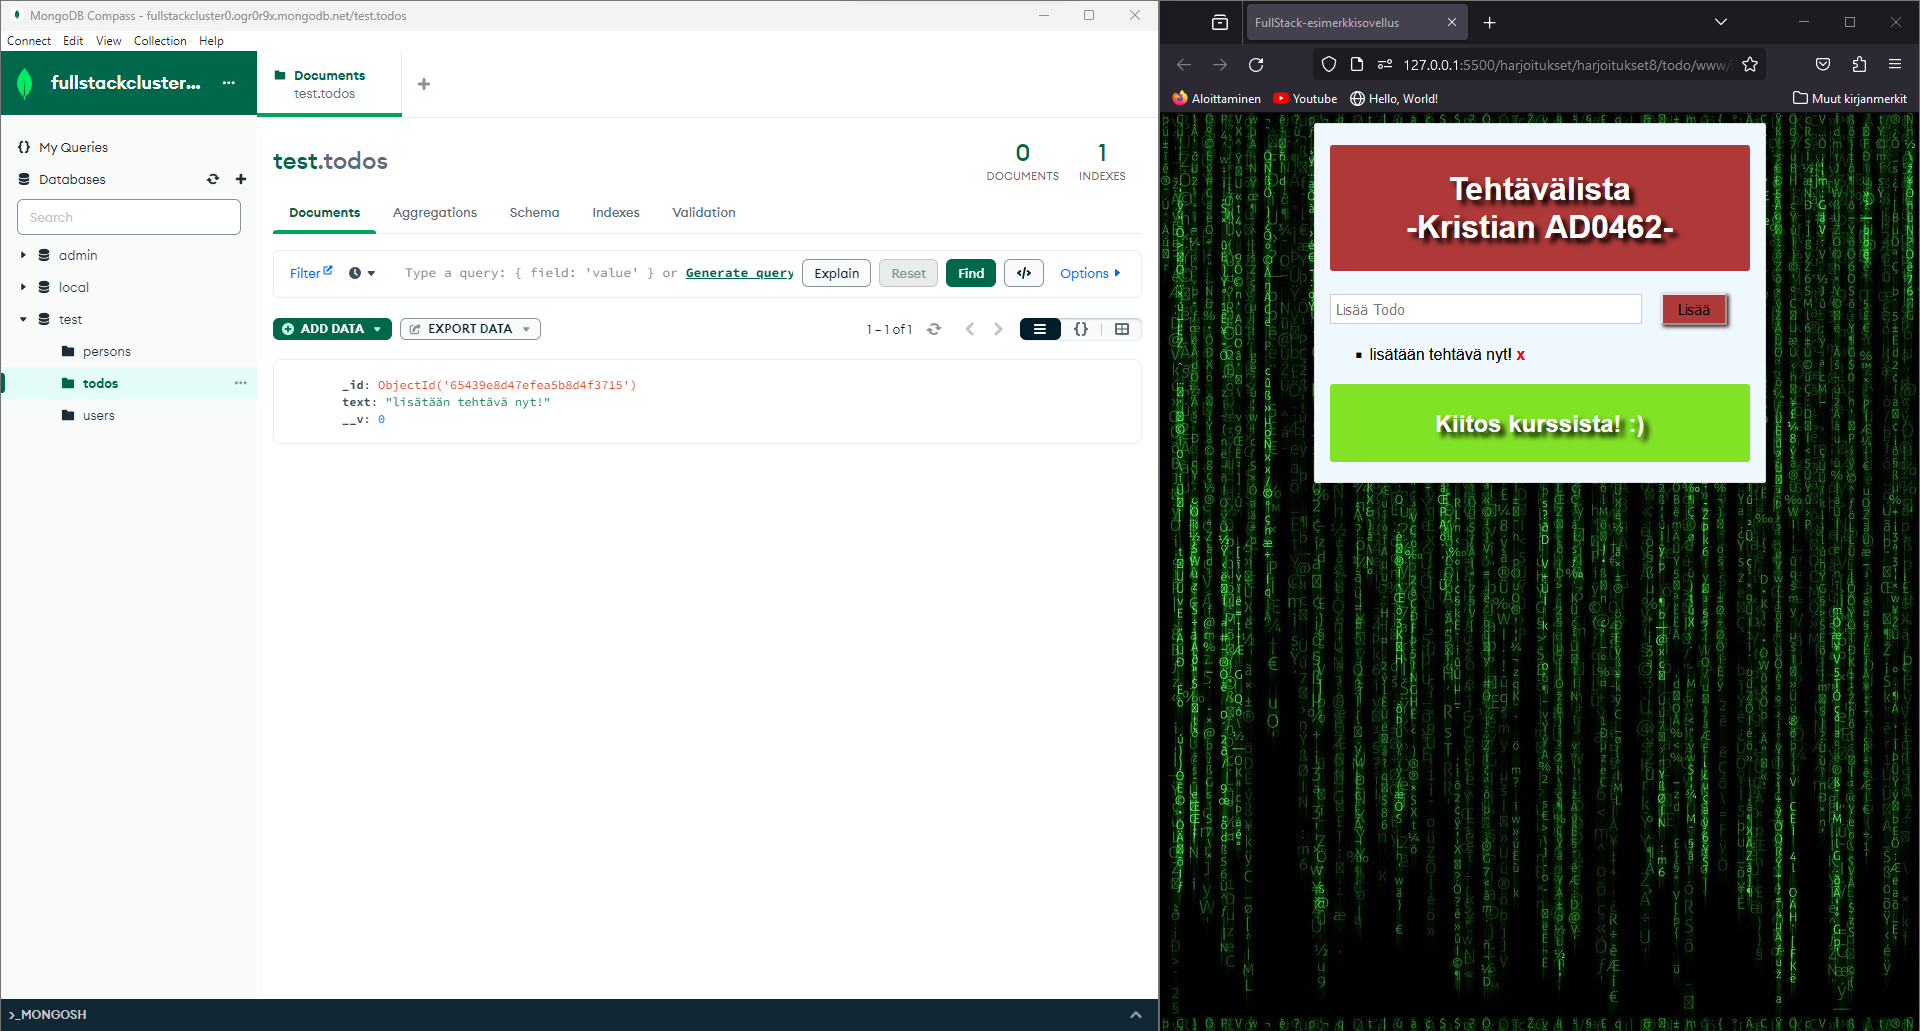 MongoDB Compass - fullstackcluster0.ogr0r9x.mongodb.net/test.todos
Connect Edit View Collection Help
fullstackcluster...
Documents
test.todos
My Queries
Databases
Search
admin
local
test
persons
todos
users
test.todos
0
DOCUMENTS
1
INDEXES
Documents Aggregations Schema Indexes Validation
Filter Type a query: { field: 'value' } or Generate query Explain Reset Find </> Options
ADD DATA EXPORT DATA 1 – 1 of 1 {}
_id: ObjectId('65439e8d47efea5b8d4f3715')
text: "lisätään tehtävä nyt!"
__v: 0
>_MONGOSH
FullStack-esimerkkisovellus
127.0.0.1:5500/harjoitukset/harjoitukset8/todo/www/
Aloittaminen Youtube Hello, World! Muut kirjanmerkit
Tehtävälista
-Kristian AD0462-
Lisää Todo Lisää
lisätään tehtävä nyt! x
Kiitos kurssista! :)